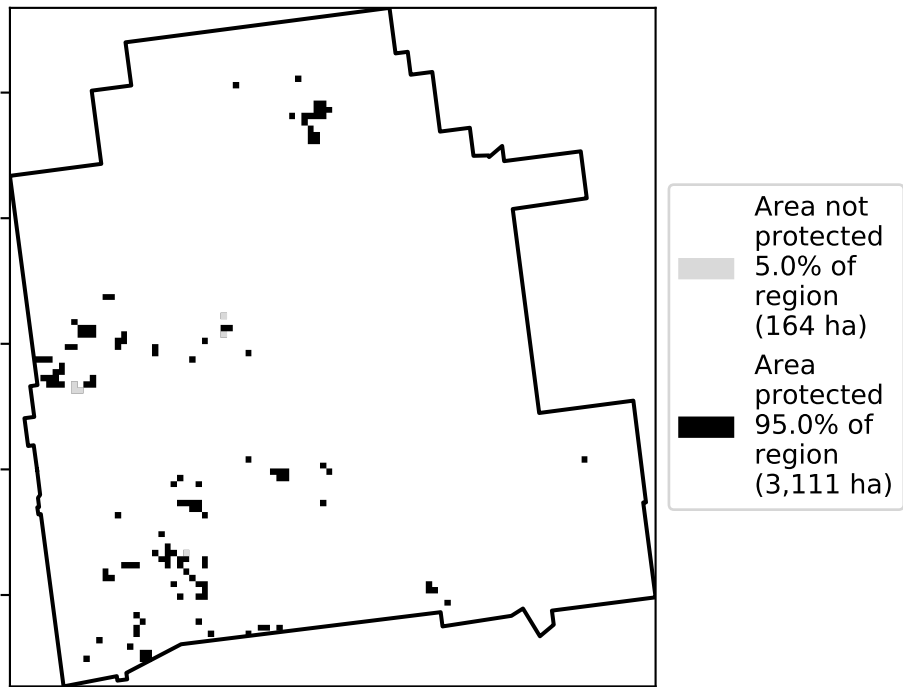 Area not
protected
5.0% of
region
(164 ha)
Area
protected
95.0% of
region
(3,111 ha)